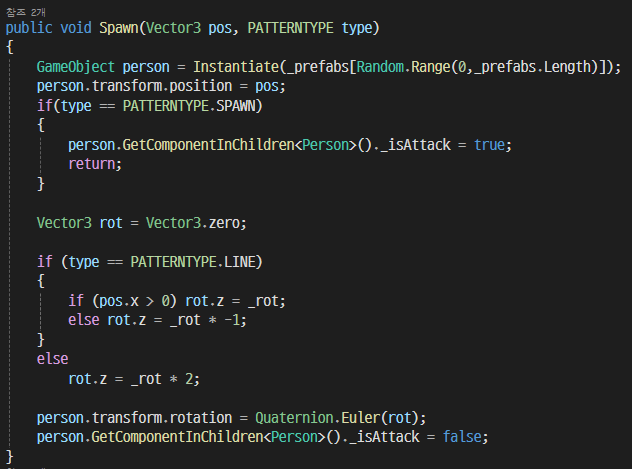 참조 2개
public void Spawn(Vector3 pos, PATTERNTYPE type)
{
    GameObject person = Instantiate(_prefabs[Random.Range(0,_prefabs.Length)]);
    person.transform.position = pos;
    if(type == PATTERNTYPE.SPAWN)
    {
        person.GetComponentInChildren<Person>()._isAttack = true;
        return;
    }

    Vector3 rot = Vector3.zero;

    if (type == PATTERNTYPE.LINE)
    {
        if (pos.x > 0) rot.z = _rot;
        else rot.z = _rot * -1;
    }
    else
        rot.z = _rot * 2;

    person.transform.rotation = Quaternion.Euler(rot);
    person.GetComponentInChildren<Person>()._isAttack = false;
}